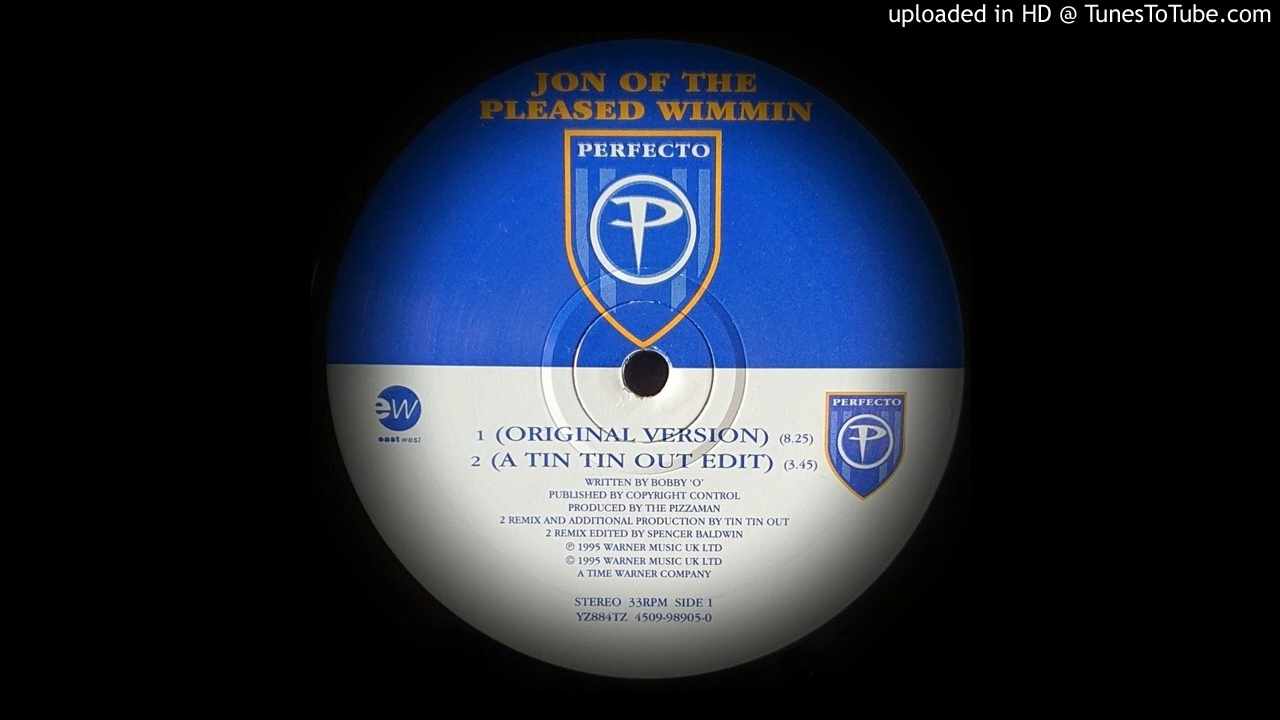 uploaded in HD @ TunesToTube.com
JON OF THE
PLEASED WIMMIN
PERFECTO
P
ew
eastwest
PERFECTO
P
1 (ORIGINAL VERSION) (8.25)
2 (A TIN TIN OUT EDIT) (3.45)
WRITTEN BY BOBBY 'O'
PUBLISHED BY COPYRIGHT CONTROL
PRODUCED BY THE PIZZAMAN
2 REMIX AND ADDITIONAL PRODUCTION BY TIN TIN OUT
2 REMIX EDITED BY SPENCER BALDWIN
℗ 1995 WARNER MUSIC UK LTD
© 1995 WARNER MUSIC UK LTD
A TIME WARNER COMPANY
STEREO 33RPM SIDE 1
YZ884TZ 4509-98905-0